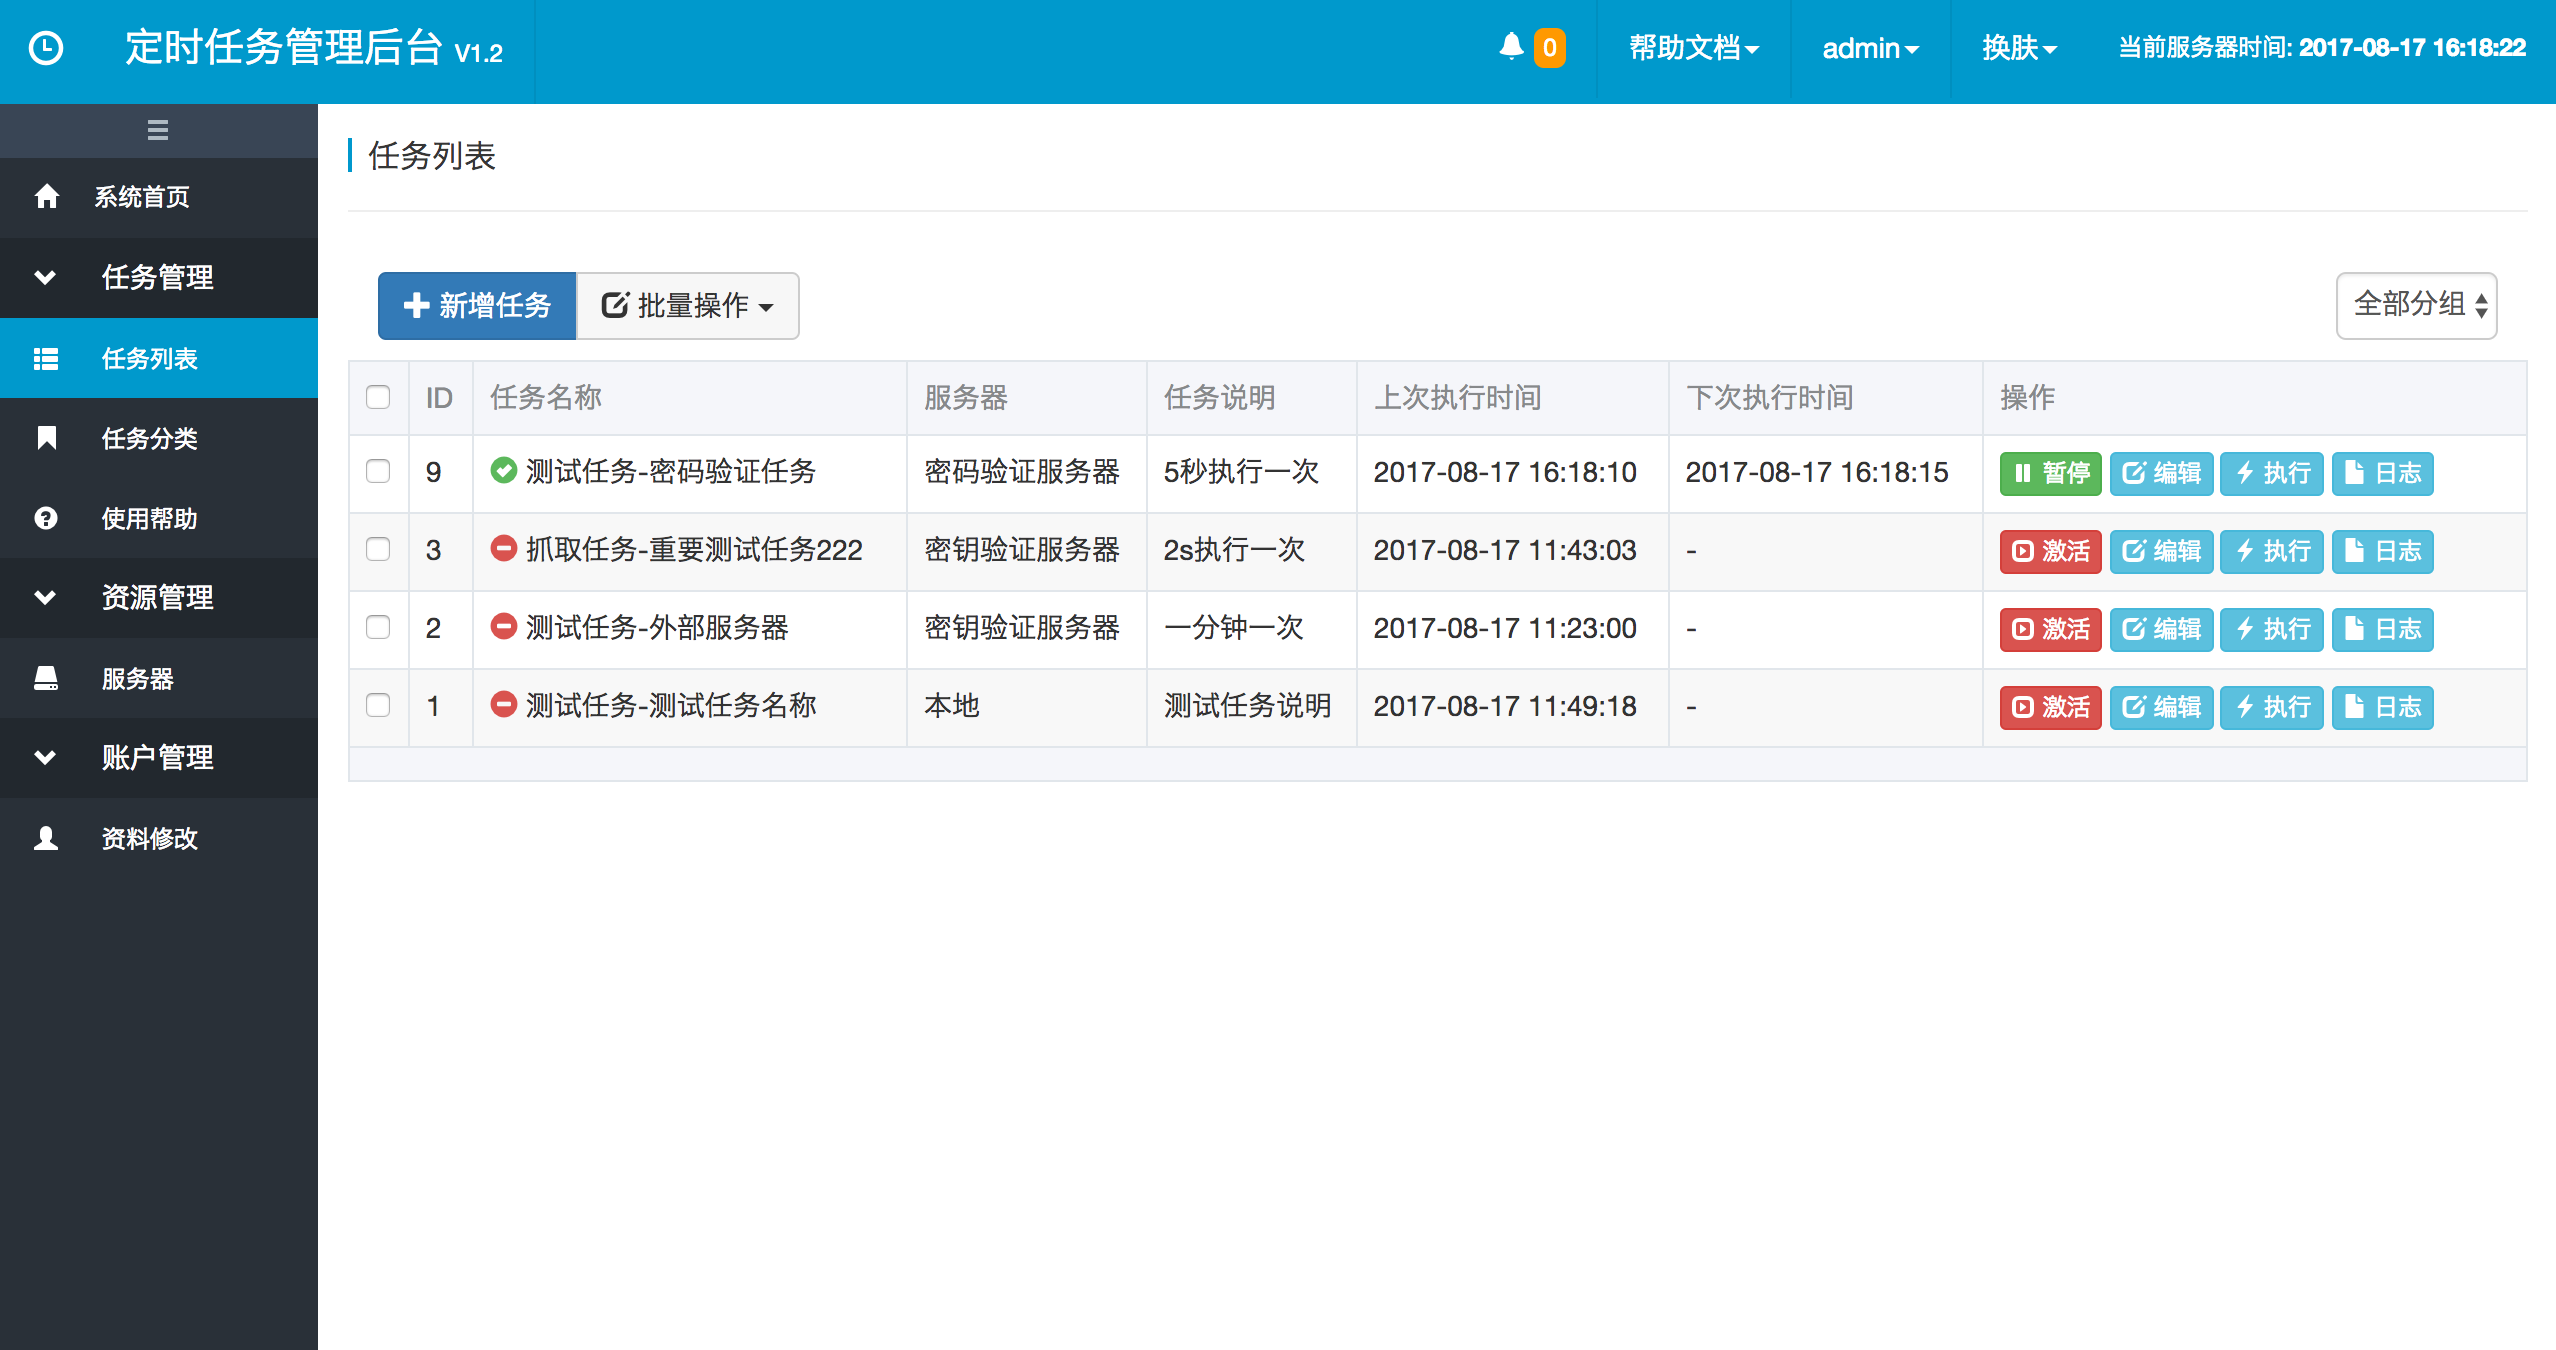 定时任务管理后台 V1.2
0
帮助文档
admin
换肤
当前服务器时间: 2017-08-17 16:18:22
系统首页
任务管理
任务列表
任务分类
使用帮助
资源管理
服务器
账户管理
资料修改
任务列表
新增任务 批量操作 全部分组
ID 任务名称 服务器 任务说明 上次执行时间 下次执行时间 操作
9 测试任务-密码验证任务 密码验证服务器 5秒执行一次 2017-08-17 16:18:10 2017-08-17 16:18:15 暂停 编辑 执行 日志
3 抓取任务-重要测试任务222 密钥验证服务器 2s执行一次 2017-08-17 11:43:03 - 激活 编辑 执行 日志
2 测试任务-外部服务器 密钥验证服务器 一分钟一次 2017-08-17 11:23:00 - 激活 编辑 执行 日志
1 测试任务-测试任务名称 本地 测试任务说明 2017-08-17 11:49:18 - 激活 编辑 执行 日志